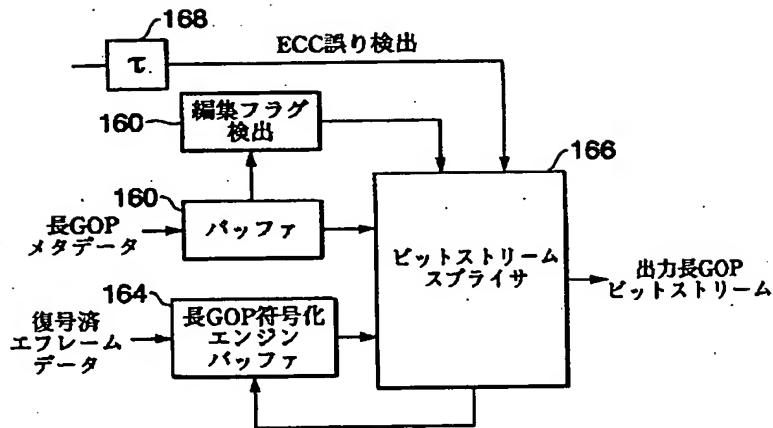 168
τ
ECC誤り検出
160
編集フラグ
検出
166
160
長GOP
メタデータ
バッファ
ビットストリーム
スプライサ
出力長GOP
ビットストリーム
164
復号済
エフレーム
データ
長GOP符号化
エンジン
バッファ